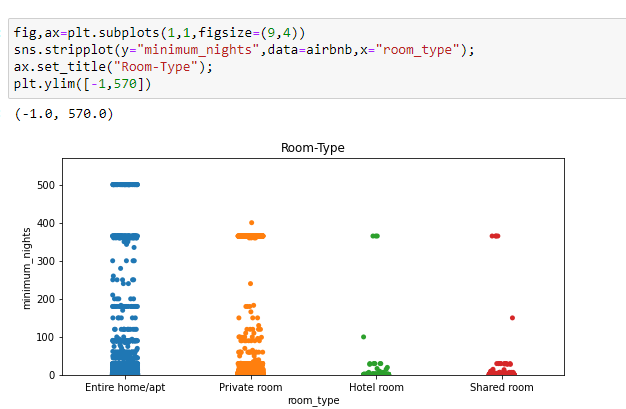 fig,ax=plt.subplots(1,1,figsize=(9,4))
sns.stripplot(y="minimum_nights",data=airbnb,x="room_type");
ax.set_title("Room-Type");
plt.ylim([-1,570])
(-1.0, 570.0)
Room-Type
500
400
300
200
100
0
minimum_nights
Entire home/apt Private room Hotel room Shared room
room_type